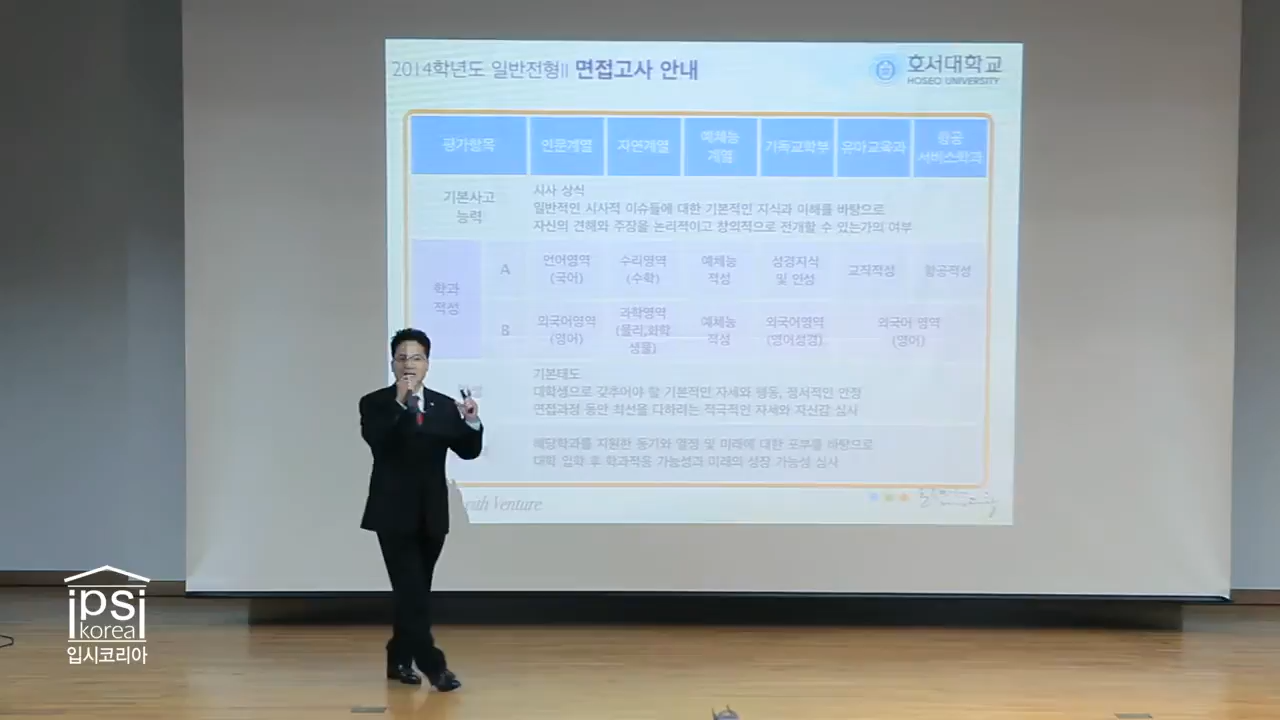 2014학년도 일반전형II 면접고사 안내
호서대학교
HOSEO UNIVERSITY
평가항목 인문계열 자연계열 예체능 계열 기독교학부 유아교육과 항공 서비스학과
기본사고
능력
시사 상식
일반적인 시사적 이슈들에 대한 기본적인 지식과 이해를 바탕으로
자신의 견해와 주장을 논리적이고 창의적으로 전개할 수 있는가의 여부
학과
적성
A
언어영역
(국어)
수리영역
(수학)
예체능
적성
성경지식
및 인성
교직적성
항공적성
B
외국어영역
(영어)
과학영역
(물리,화학
생물)
예체능
적성
외국어영역
(영어성경)
외국어 영역
(영어)
기본태도
대학생으로 갖추어야 할 기본적인 자세와 행동, 정서적인 안정
면접과정 동안 최선을 다하려는 적극적인 자세와 자신감 심사
해당학과를 지원한 동기와 열정 및 미래에 대한 포부를 바탕으로
대학 입학 후 학과적응 가능성과 미래의 성장 가능성 심사
Venture
ipsi
korea
입시코리아